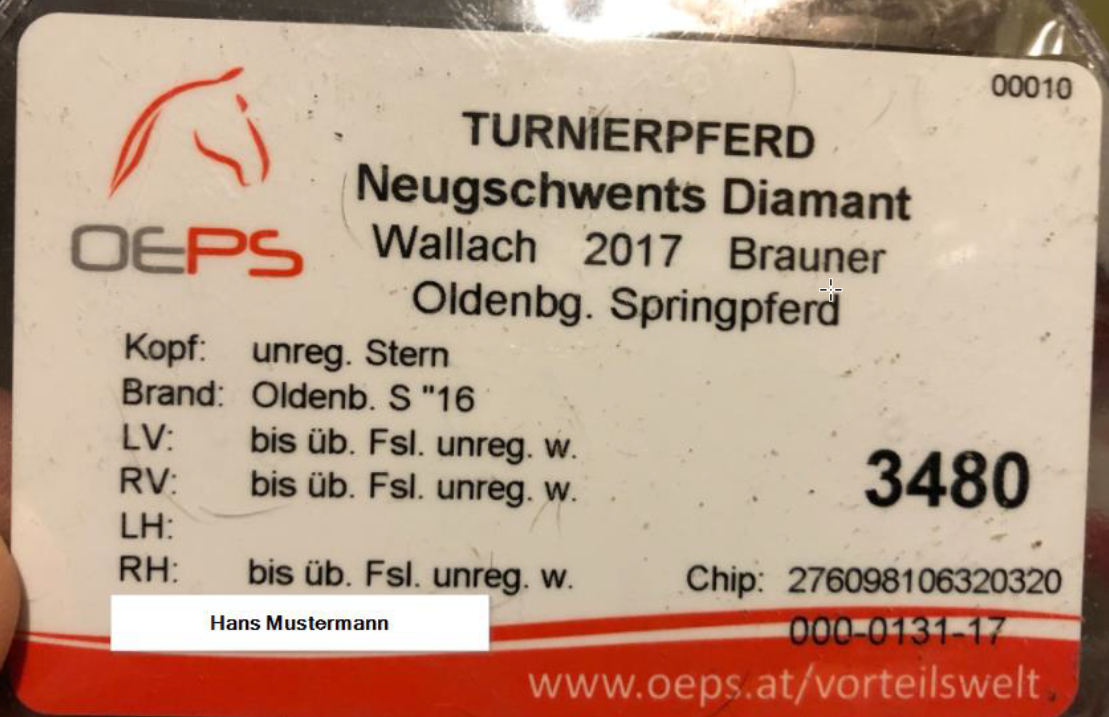 00010
TURNIERPFERD
Neugschwents Diamant
OEPS
Wallach 2017 Brauner
Oldenbg. Springpferd
Kopf: unreg. Stern
Brand: Oldenb. S "16
LV: bis üb. Fsl. unreg. w.
RV: bis üb. Fsl. unreg. w.
3480
LH:
RH: bis üb. Fsl. unreg. w.
Chip: 276098106320320
Hans Mustermann
000-0131-17
www.oeps.at/vorteilswelt